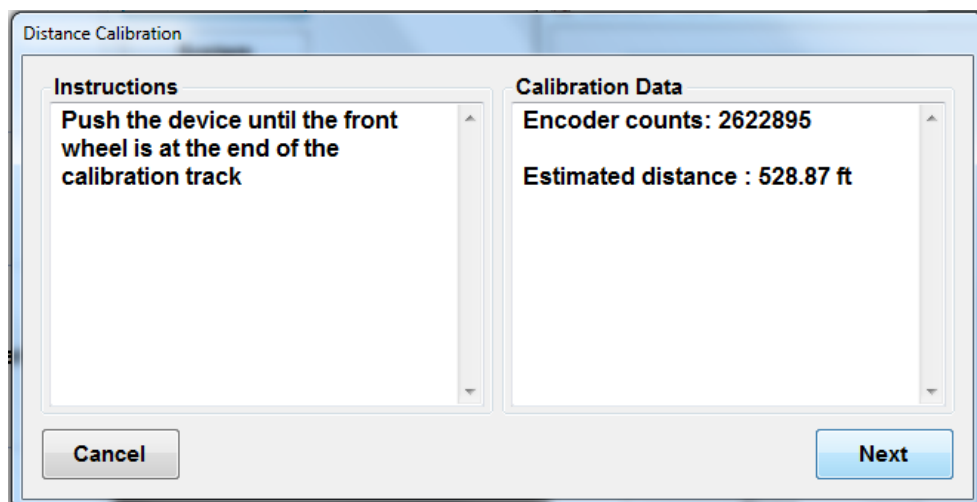 Distance Calibration
Instructions
Push the device until the front
wheel is at the end of the
calibration track
Calibration Data
Encoder counts: 2622895
Estimated distance : 528.87 ft
Cancel
Next